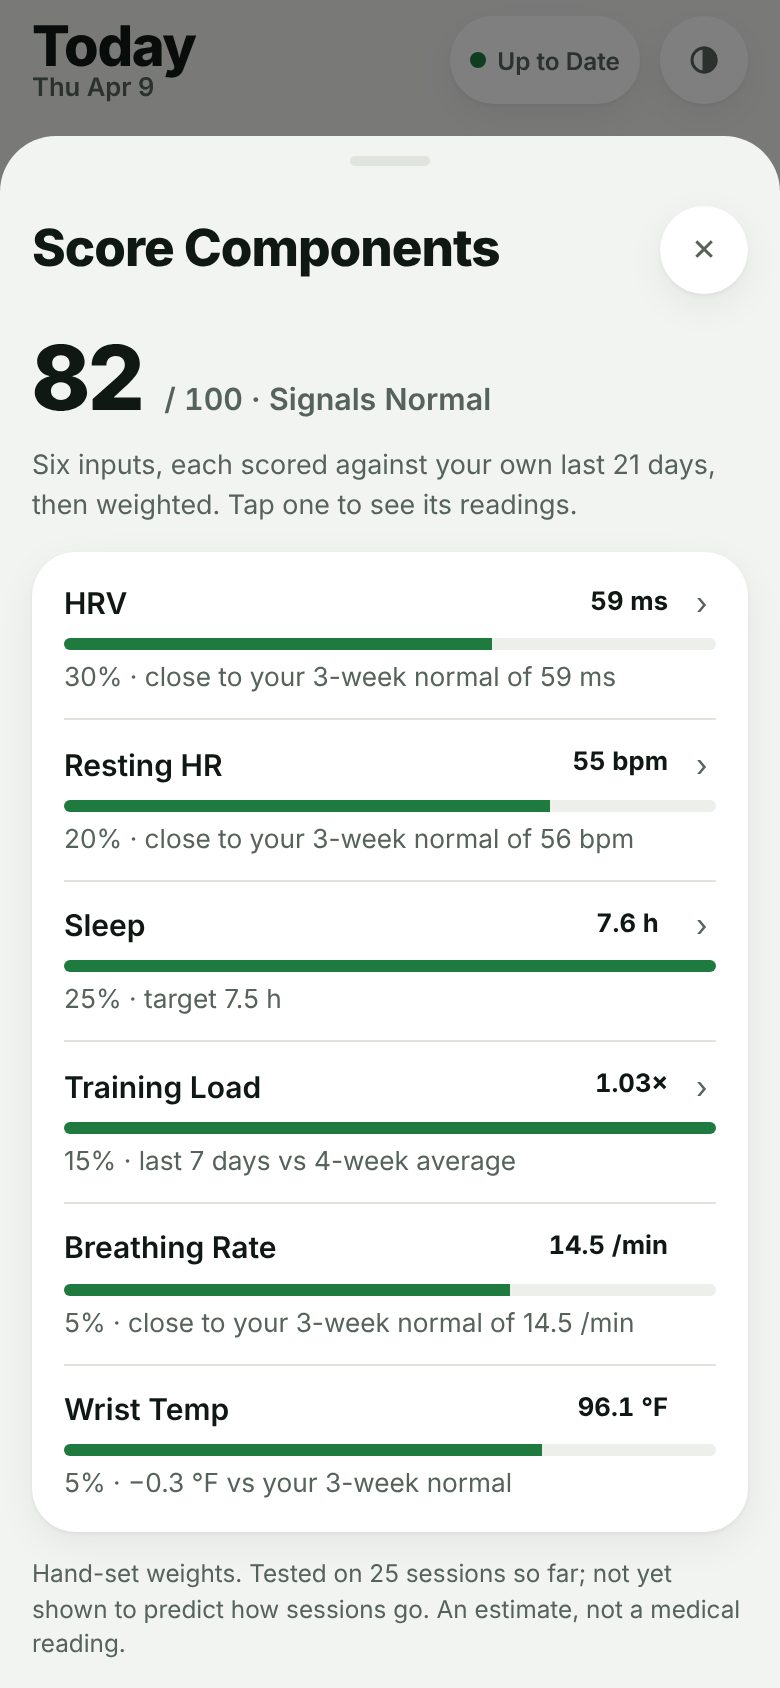 Today
Thu Apr 9
Up to Date
Score Components
82 / 100 · Signals Normal
Six inputs, each scored against your own last 21 days,
then weighted. Tap one to see its readings.
HRV 59 ms
30% · close to your 3-week normal of 59 ms
Resting HR 55 bpm
20% · close to your 3-week normal of 56 bpm
Sleep 7.6 h
25% · target 7.5 h
Training Load 1.03×
15% · last 7 days vs 4-week average
Breathing Rate 14.5 /min
5% · close to your 3-week normal of 14.5 /min
Wrist Temp 96.1 °F
5% · −0.3 °F vs your 3-week normal
Hand-set weights. Tested on 25 sessions so far; not yet
shown to predict how sessions go. An estimate, not a medical
reading.